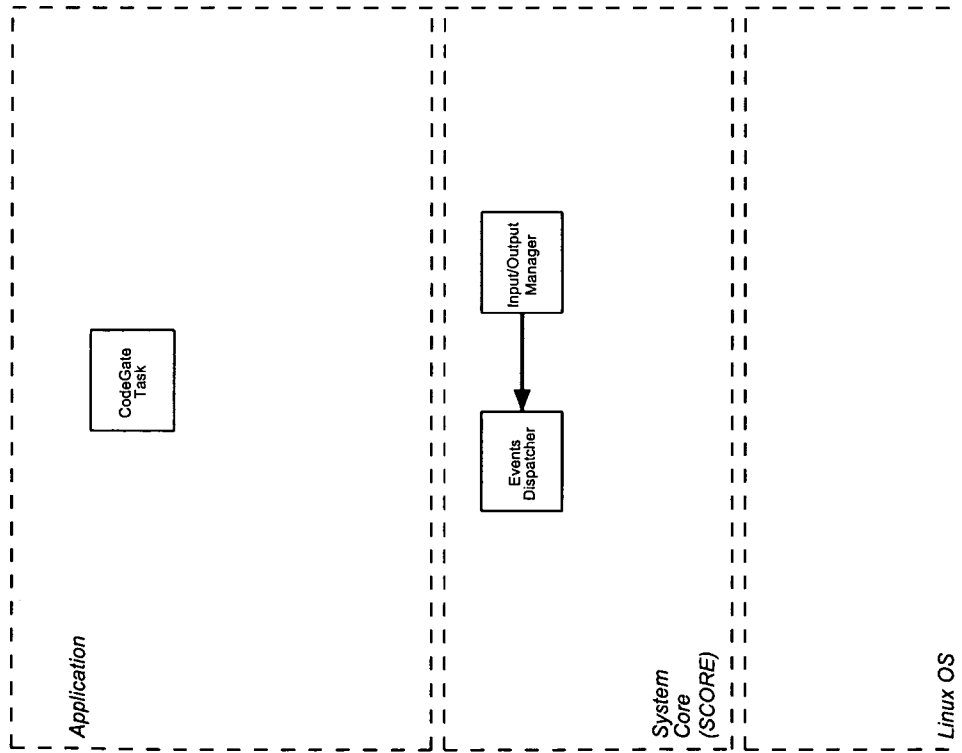 Application
CodeGate
Task
System
Core
(SCORE)
Events
Dispatcher
Input/Output
Manager
Linux OS